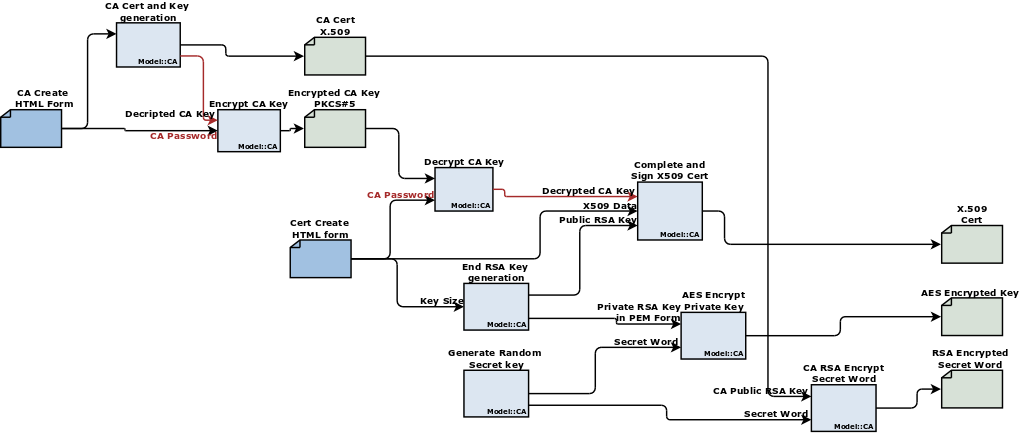 CA Cert and Key
generation
Model::CA
CA Cert
X.509
CA Create
HTML Form
Decripted CA Key
CA Password
Encrypt CA Key
Model::CA
Encrypted CA Key
PKCS#5
Decrypt CA Key
CA Password
Model::CA
Complete and
Sign X509 Cert
Decrypted CA Key
X509 Data
Public RSA Key
Model::CA
X.509
Cert
Cert Create
HTML form
End RSA Key
generation
Key Size
Model::CA
AES Encrypt
Private Key
Private RSA Key
in PEM Form
Secret Word
Model::CA
AES Encrypted Key
Generate Random
Secret key
Model::CA
CA RSA Encrypt
Secret Word
CA Public RSA Key
Secret Word
Model::CA
RSA Encrypted
Secret Word